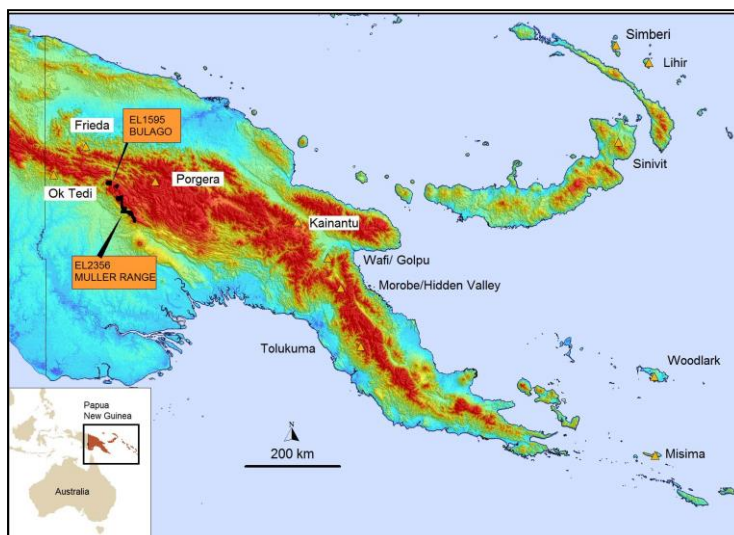 Simberi
Lihir
EL1595
BULAGO
Frieda
Sinivit
Porgera
Ok Tedi
Kainantu
EL2356
MULLER RANGE
Wafi/ Golpu
Morobe/Hidden Valley
Tolukuma
Woodlark
Papua
New Guinea
N
200 km
Misima
Australia